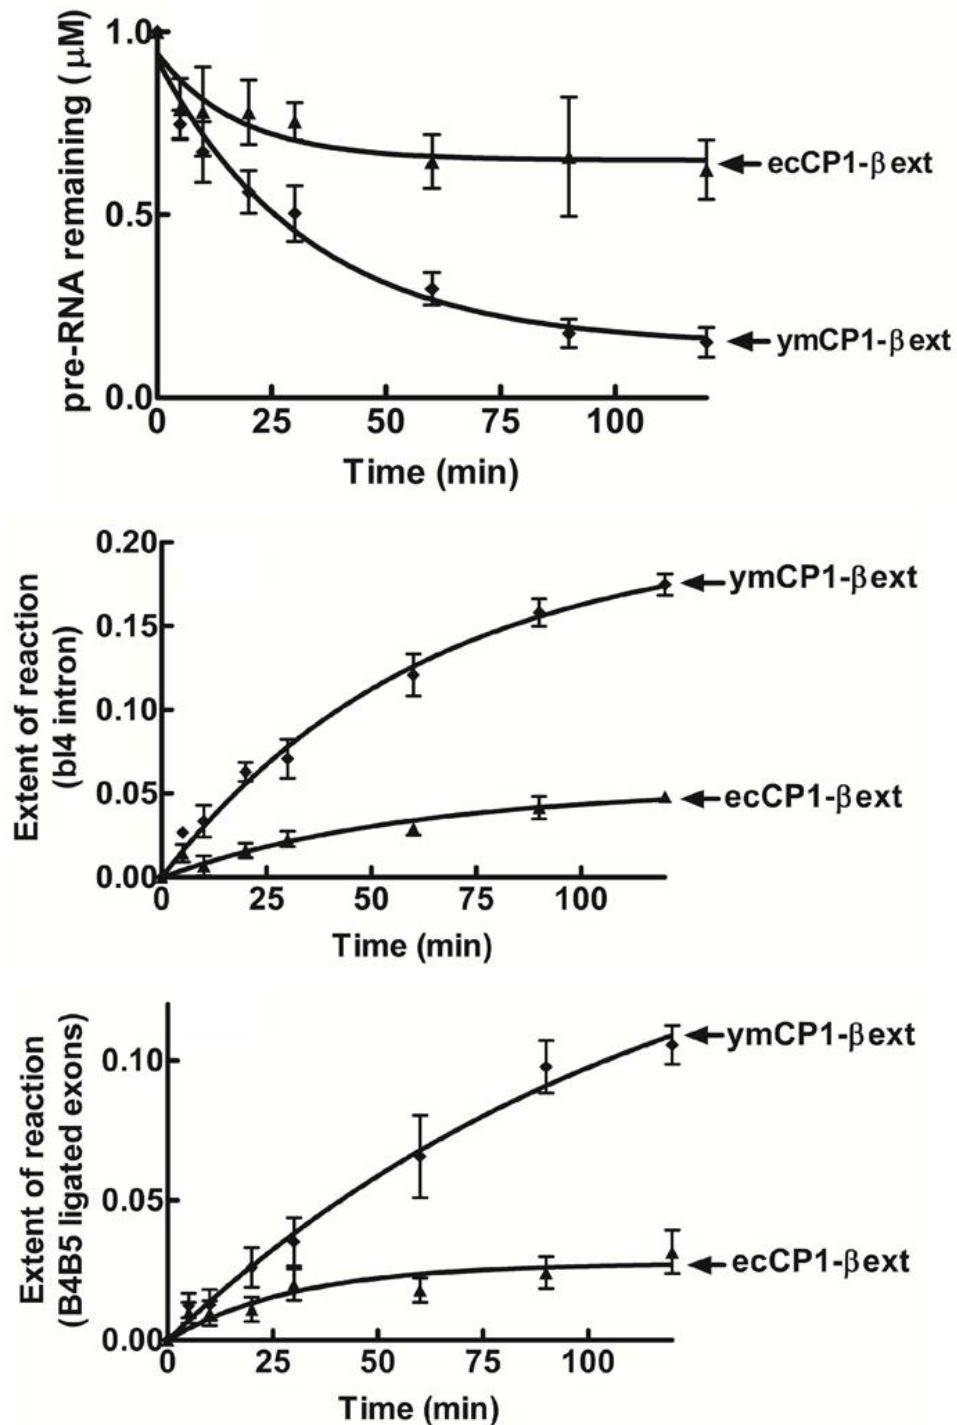 pre-RNA remaining (μM)
1.0
0.5
0.0
0 25 50 75 100
Time (min)
ecCP1-βext
ymCP1-βext
Extent of reaction
(bI4 intron)
0.20
0.15
0.10
0.05
0.00
0 25 50 75 100
Time (min)
ymCP1-βext
ecCP1-βext
Extent of reaction
(B4B5 ligated exons)
0.10
0.05
0.00
0 25 50 75 100
Time (min)
ymCP1-βext
ecCP1-βext